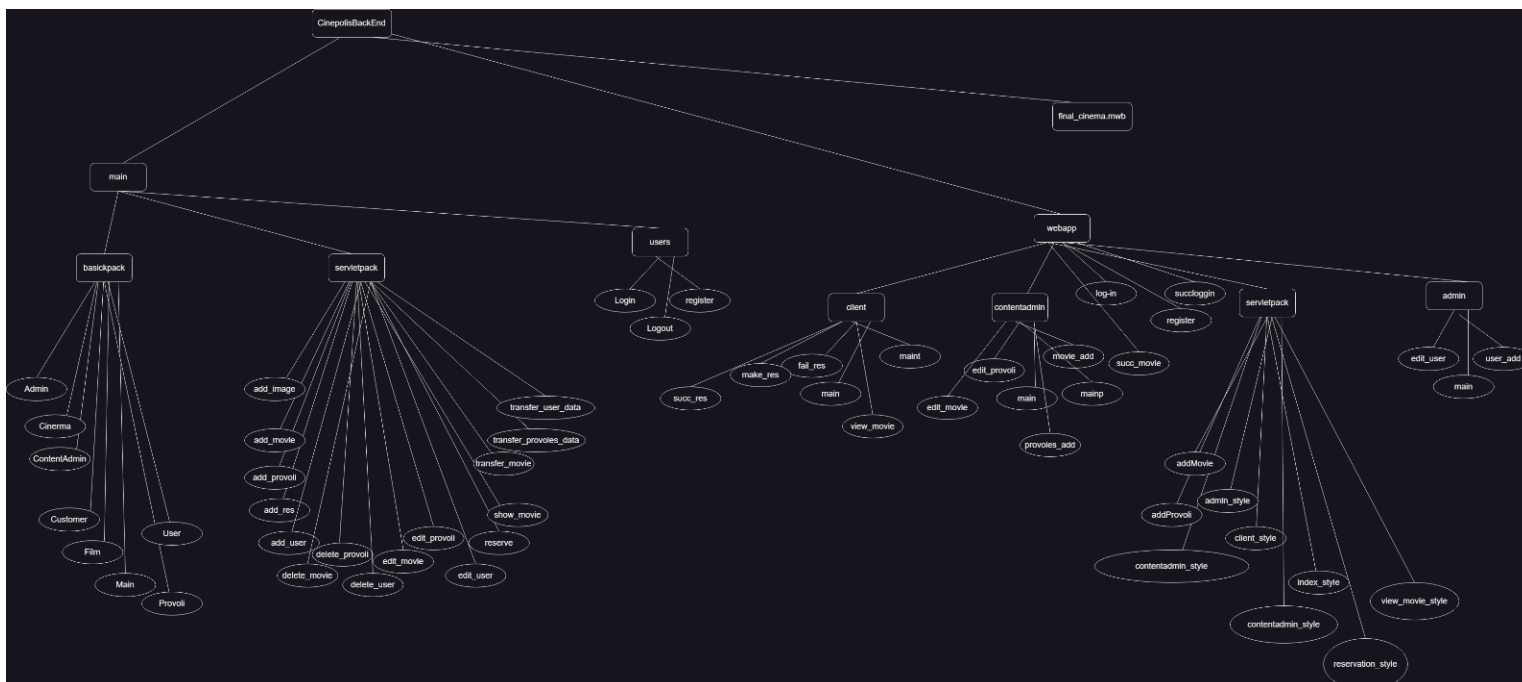 CinepolisBackEnd
final_cinema.mwb
main
webapp
users
basickpack
servletpack
Login
register
Logout
client
contentadmin
log-in
succloggin
register
servletpack
admin
Admin
Cinerma
ContentAdmin
Customer
Film
Main
User
Provoli
add_image
add_movie
add_provoli
add_res
add_user
delete_movie
delete_provoli
delete_user
edit_movie
edit_provoli
edit_user
reserve
show_movie
transfer_movie
transfer_provoles_data
transfer_user_data
succ_res
make_res
fail_res
main
view_movie
maint
edit_movie
edit_provoli
main
provoles_add
movie_add
mainp
succ_movie
addMovie
addProvoli
contentadmin_style
admin_style
client_style
contentadmin_style
index_style
reservation_style
view_movie_style
edit_user
main
user_add